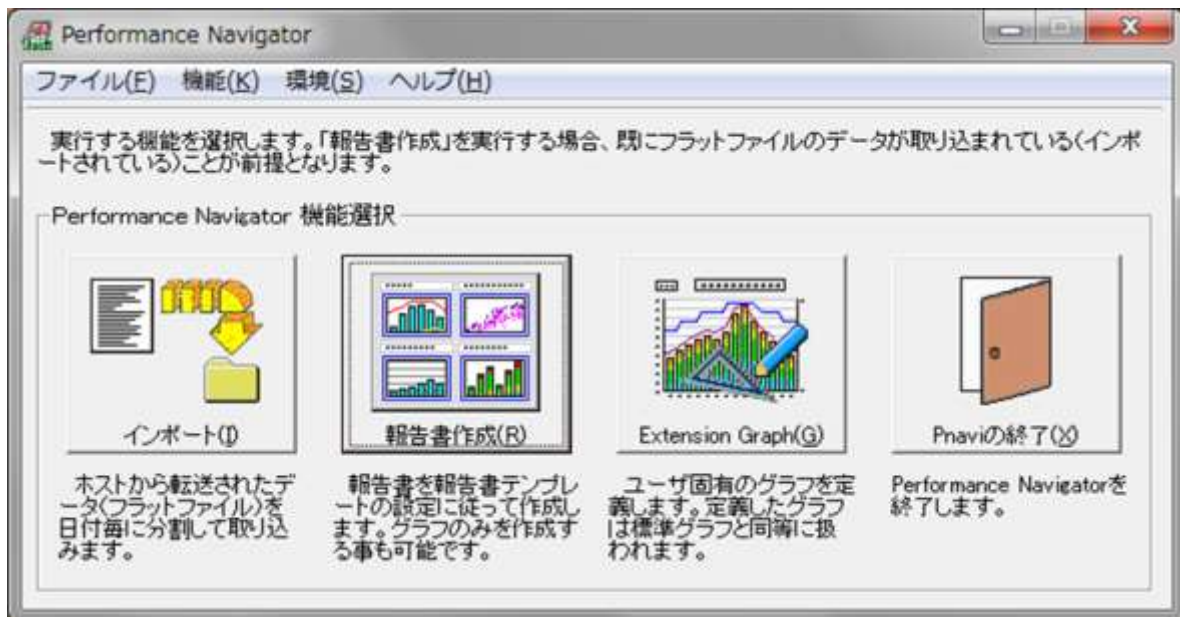 Performance Navigator
ファイル(F) 機能(K) 環境(S) ヘルプ(H)
実行する機能を選択します。「報告書作成」を実行する場合、既にフラットファイルのデータが取り込まれている(インポ
ートされている)ことが前提となります。
Performance Navigator 機能選択
インポート(I)
報告書作成(R)
Extension Graph(G)
Pnaviの終了(X)
ホストから転送されたデ
ータ(フラットファイル)を
日付毎に分割して取り込
みます。
報告書を報告書テンプレ
ートの設定に従って作成し
ます。グラフのみを作成す
る事も可能です。
ユーザ固有のグラフを定
義します。定義したグラフ
は標準グラフと同等に扱
われます。
Performance Navigatorを
終了します。